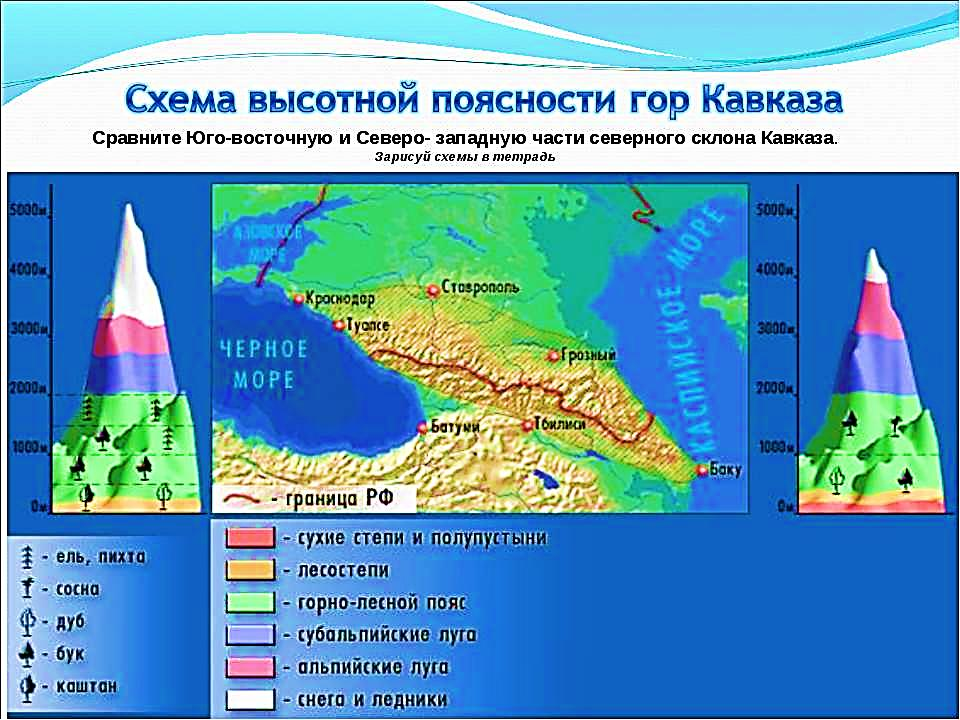 Схема высотной поясности гор Кавказа
Сравните Юго-восточную и Северо- западную части северного склона Кавказа.
Зарисуй схемы в тетрадь
5000м
4000м
3000м
2000м
1000м
0м
АЗОВСКОЕ
МОРЕ
Краснодар
Ставрополь
Туапсе
ЧЕРНОЕ
МОРЕ
Грозный
Батуми
Тбилиси
Баку
КАСПИЙСКОЕ МОРЕ
- граница РФ
5000м
4000м
3000м
2000м
1000м
0м
- ель, пихта
- сосна
- дуб
- бук
- каштан
- сухие степи и полупустыни
- лесостепи
- горно-лесной пояс
- субальпийские луга
- альпийские луга
- снега и ледники